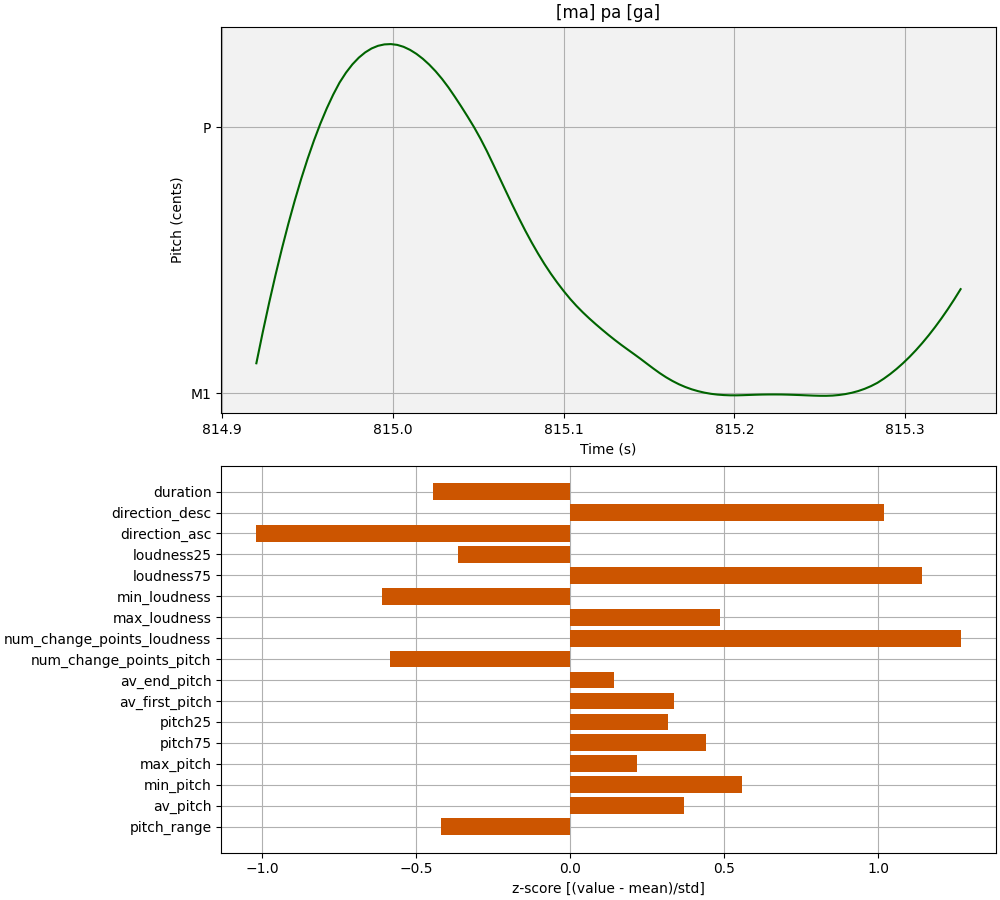 [ma] pa [ga]
Pitch (cents)
P
M1
814.9 815.0 815.1 815.2 815.3
Time (s)
duration
direction_desc
direction_asc
loudness25
loudness75
min_loudness
max_loudness
num_change_points_loudness
num_change_points_pitch
av_end_pitch
av_first_pitch
pitch25
pitch75
max_pitch
min_pitch
av_pitch
pitch_range
−1.0 −0.5 0.0 0.5 1.0
z-score [(value - mean)/std]